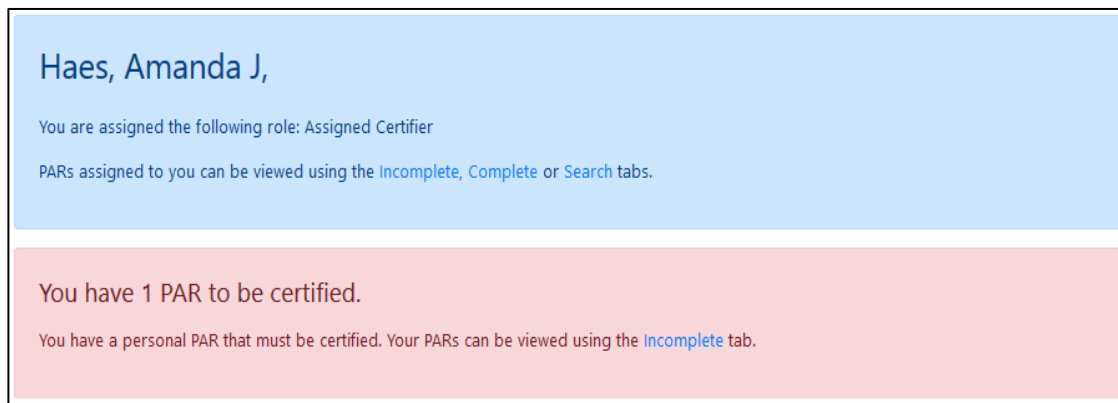 Haes, Amanda J,
You are assigned the following role: Assigned Certifier
PARs assigned to you can be viewed using the Incomplete, Complete or Search tabs.
You have 1 PAR to be certified.
You have a personal PAR that must be certified. Your PARs can be viewed using the Incomplete tab.